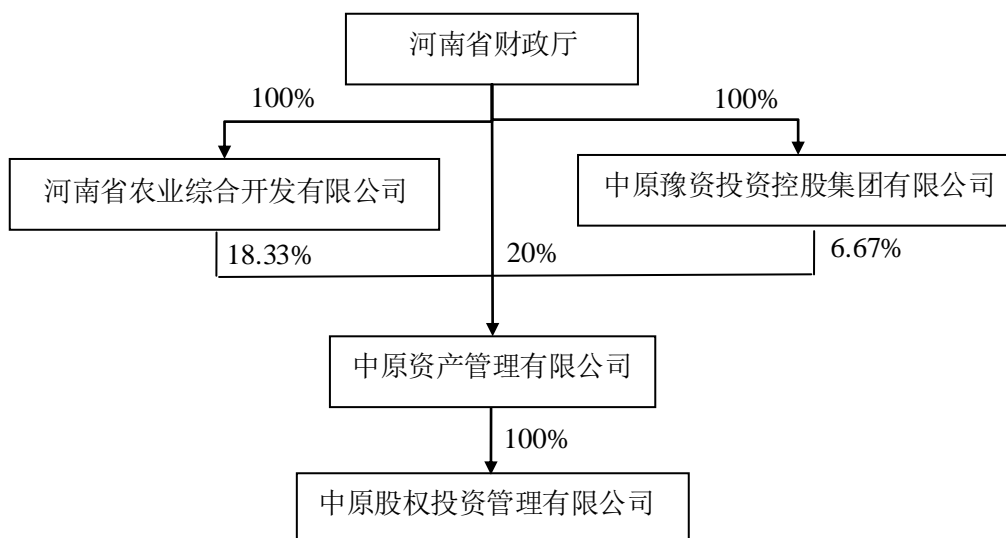 河南省财政厅
100%
100%
河南省农业综合开发有限公司
中原豫资投资控股集团有限公司
18.33%
20%
6.67%
中原资产管理有限公司
100%
中原股权投资管理有限公司